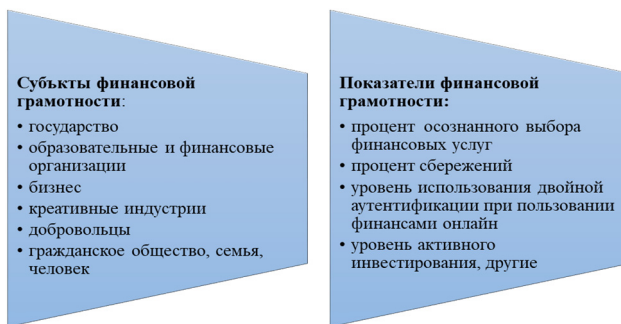 Субъкты финансовой
грамотности:
• государство
• образовательные и финансовые
организации
• бизнес
• креативные индустрии
• добровольцы
• гражданское общество, семья,
человек
Показатели финансовой
грамотности:
• процент осознанного выбора
финансовых услуг
• процент сбережений
• уровень использования двойной
аутентификации при пользовании
финансами онлайн
• уровень активного
инвестирования, другие